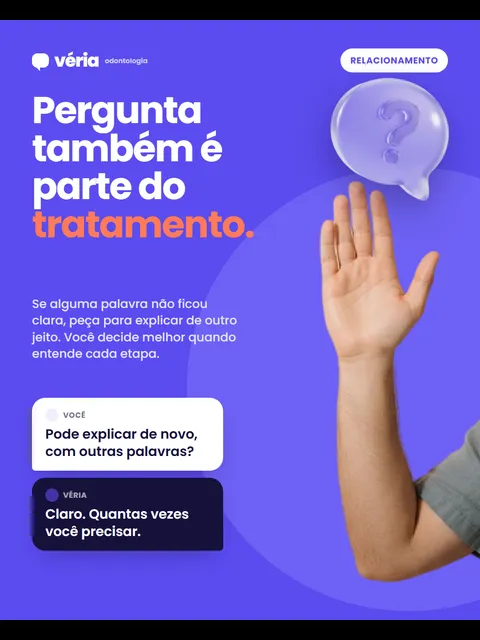 véria odontologia
RELACIONAMENTO
?
Pergunta
também é
parte do
tratamento.
Se alguma palavra não ficou
clara, peça para explicar de outro
jeito. Você decide melhor quando
entende cada etapa.
VOCÊ
Pode explicar de novo,
com outras palavras?
VÉRIA
Claro. Quantas vezes
você precisar.